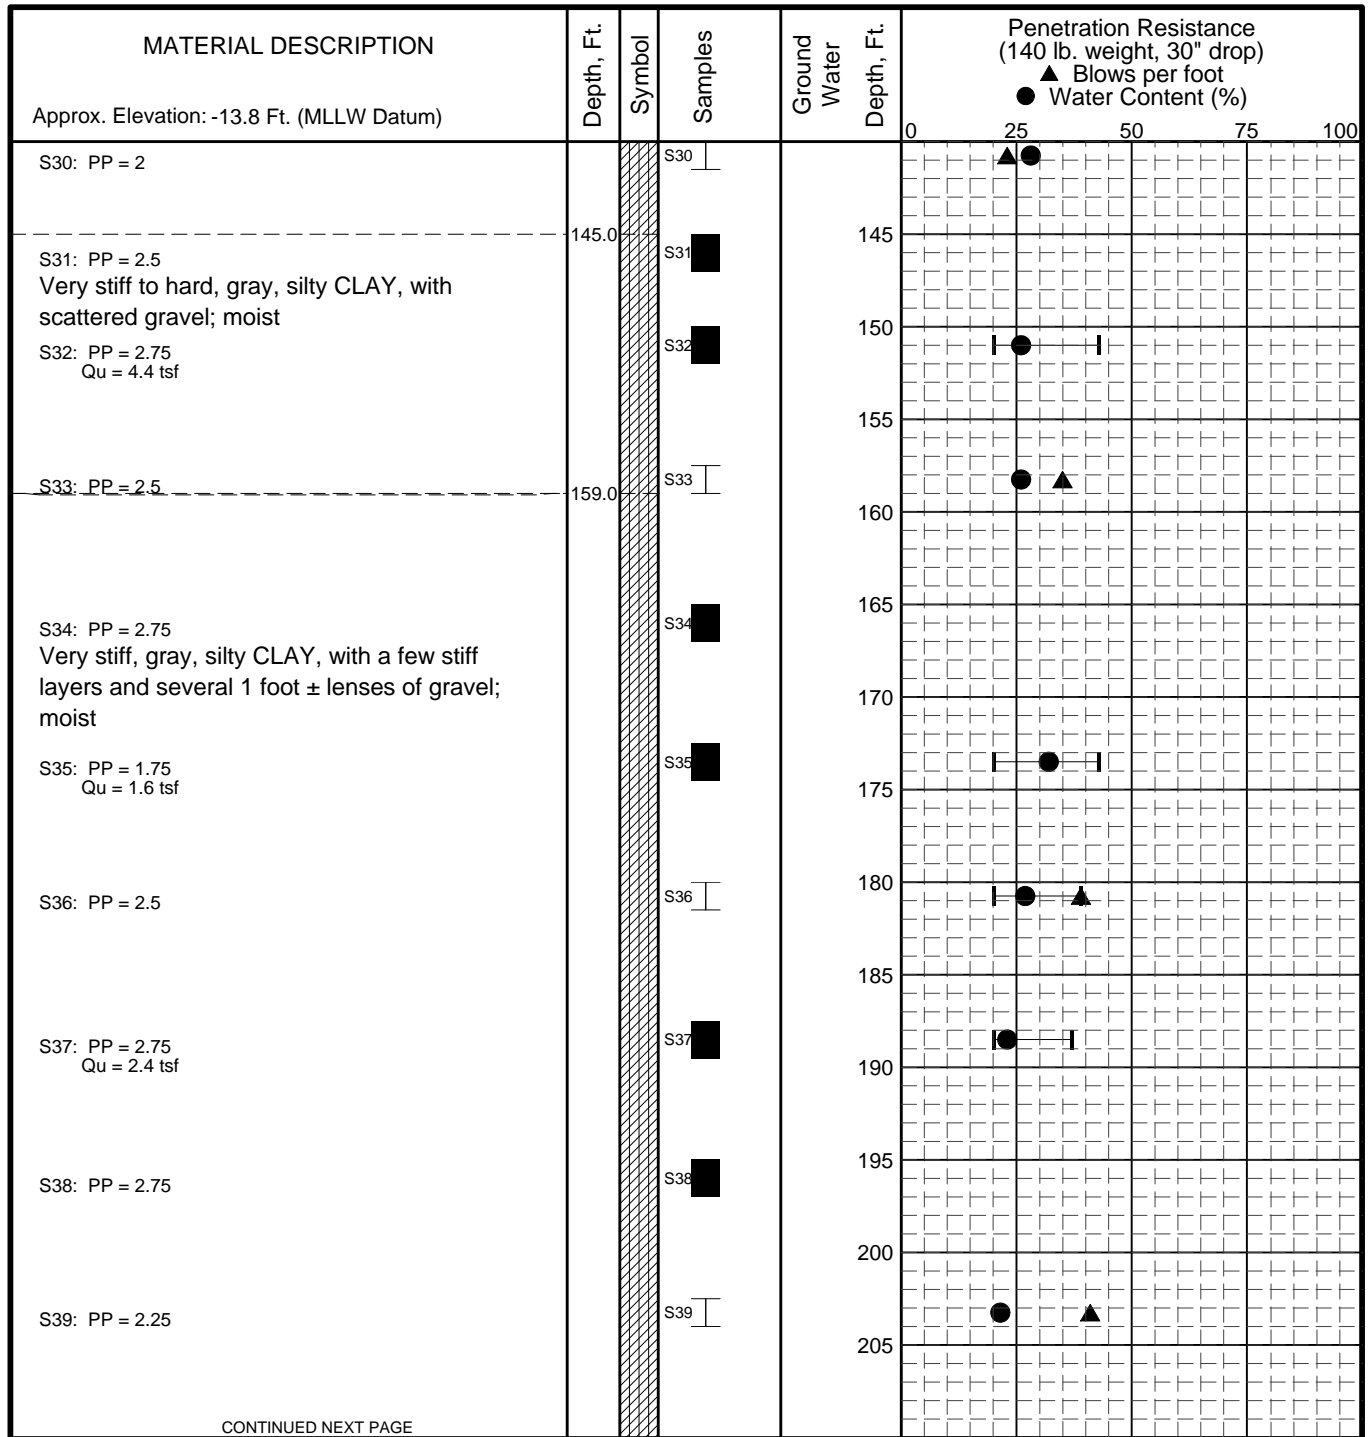 MATERIAL DESCRIPTION
Approx. Elevation: -13.8 Ft. (MLLW Datum)
Depth, Ft.
Symbol
Samples
Ground
Water
Depth, Ft.
Penetration Resistance
(140 lb. weight, 30" drop)
▲ Blows per foot
● Water Content (%)
0 25 50 75 100
S30: PP = 2
S30
145.0
145
S31: PP = 2.5
S31
Very stiff to hard, gray, silty CLAY, with
scattered gravel; moist
150
S32: PP = 2.75
Qu = 4.4 tsf
S32
155
S33: PP = 2.5
S33
159.0
160
165
S34: PP = 2.75
S34
Very stiff, gray, silty CLAY, with a few stiff
layers and several 1 foot ± lenses of gravel;
moist
170
S35: PP = 1.75
Qu = 1.6 tsf
S35
175
180
S36: PP = 2.5
S36
185
S37: PP = 2.75
Qu = 2.4 tsf
S37
190
195
S38: PP = 2.75
S38
200
S39: PP = 2.25
S39
205
CONTINUED NEXT PAGE